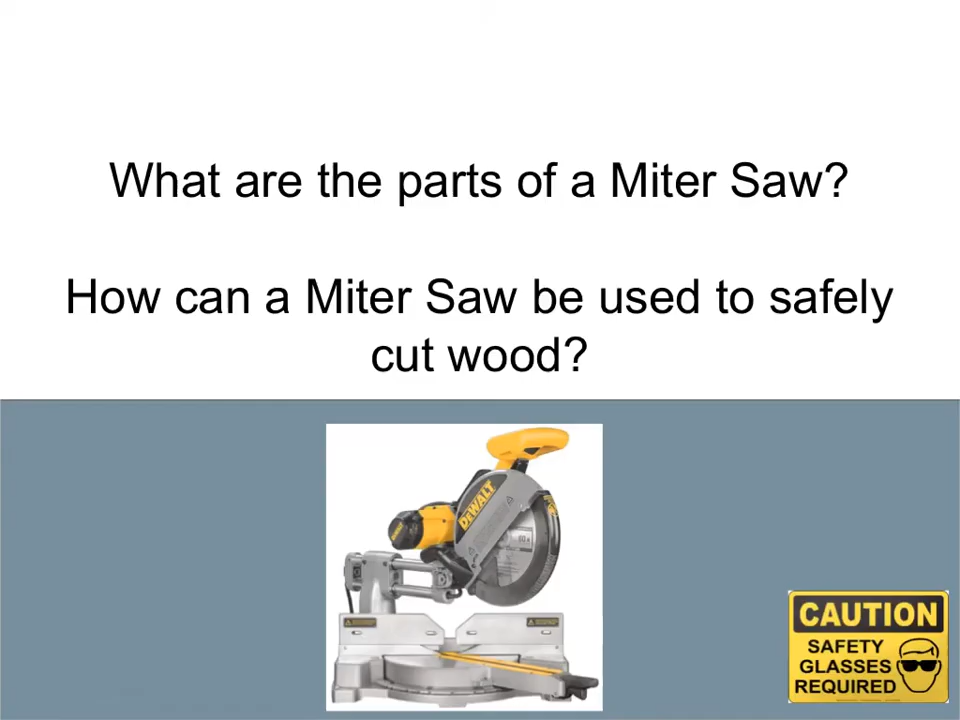 What are the parts of a Miter Saw?
How can a Miter Saw be used to safely
cut wood?
DEWALT
CAUTION
SAFETY
GLASSES
REQUIRED